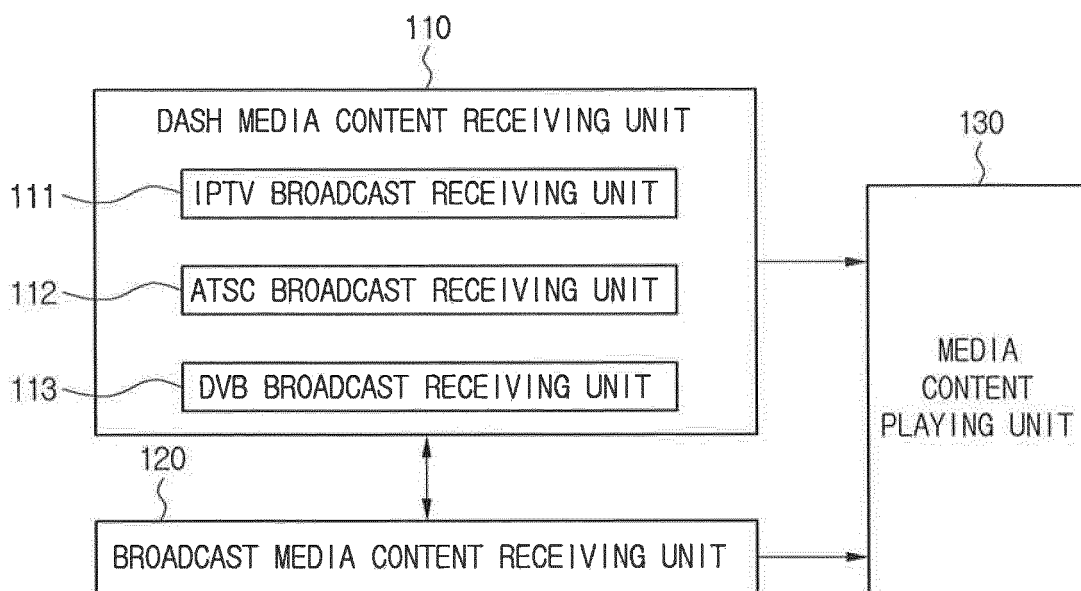 110
DASH MEDIA CONTENT RECEIVING UNIT
111
IPTV BROADCAST RECEIVING UNIT
112
ATSC BROADCAST RECEIVING UNIT
113
DVB BROADCAST RECEIVING UNIT
120
BROADCAST MEDIA CONTENT RECEIVING UNIT
130
MEDIA
CONTENT
PLAYING UNIT